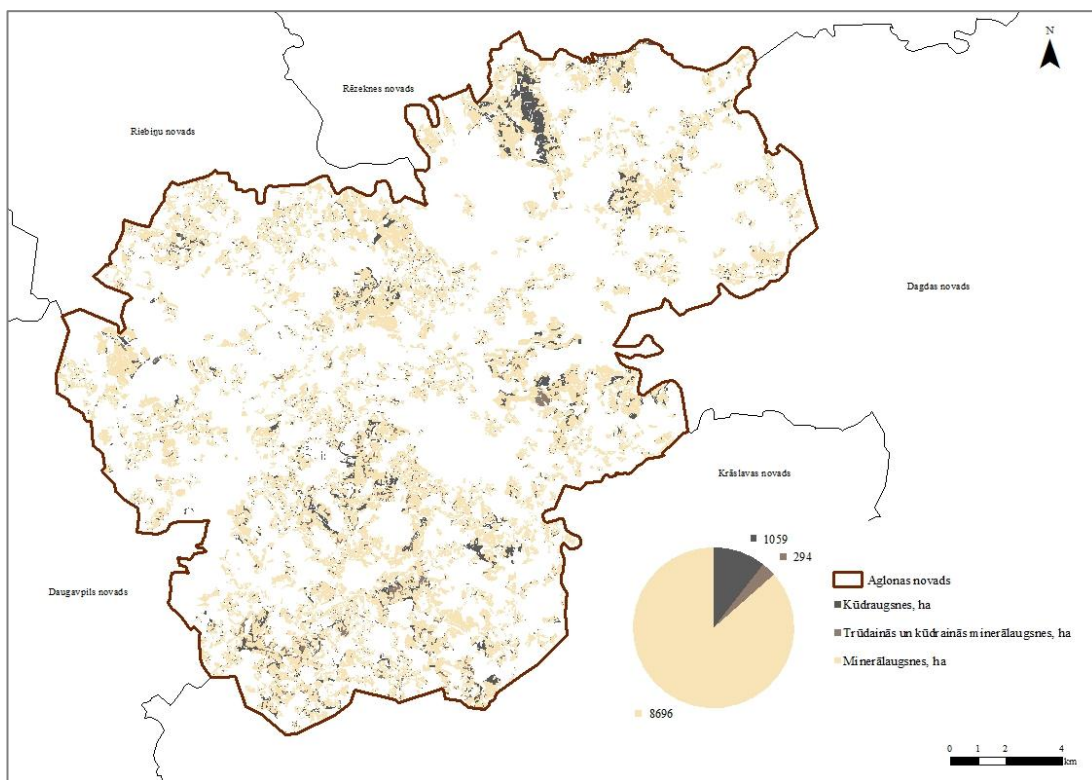 N
Rēzeknes novads
Riebiņu novads
Dagdas novads
Krāslavas novads
Daugavpils novads
1059
294
8696
Aglonas novads
Kūdraugsnes, ha
Trūdainās un kūdrainās minerālaugsnes, ha
Minerālaugsnes, ha
0 1 2 4
km